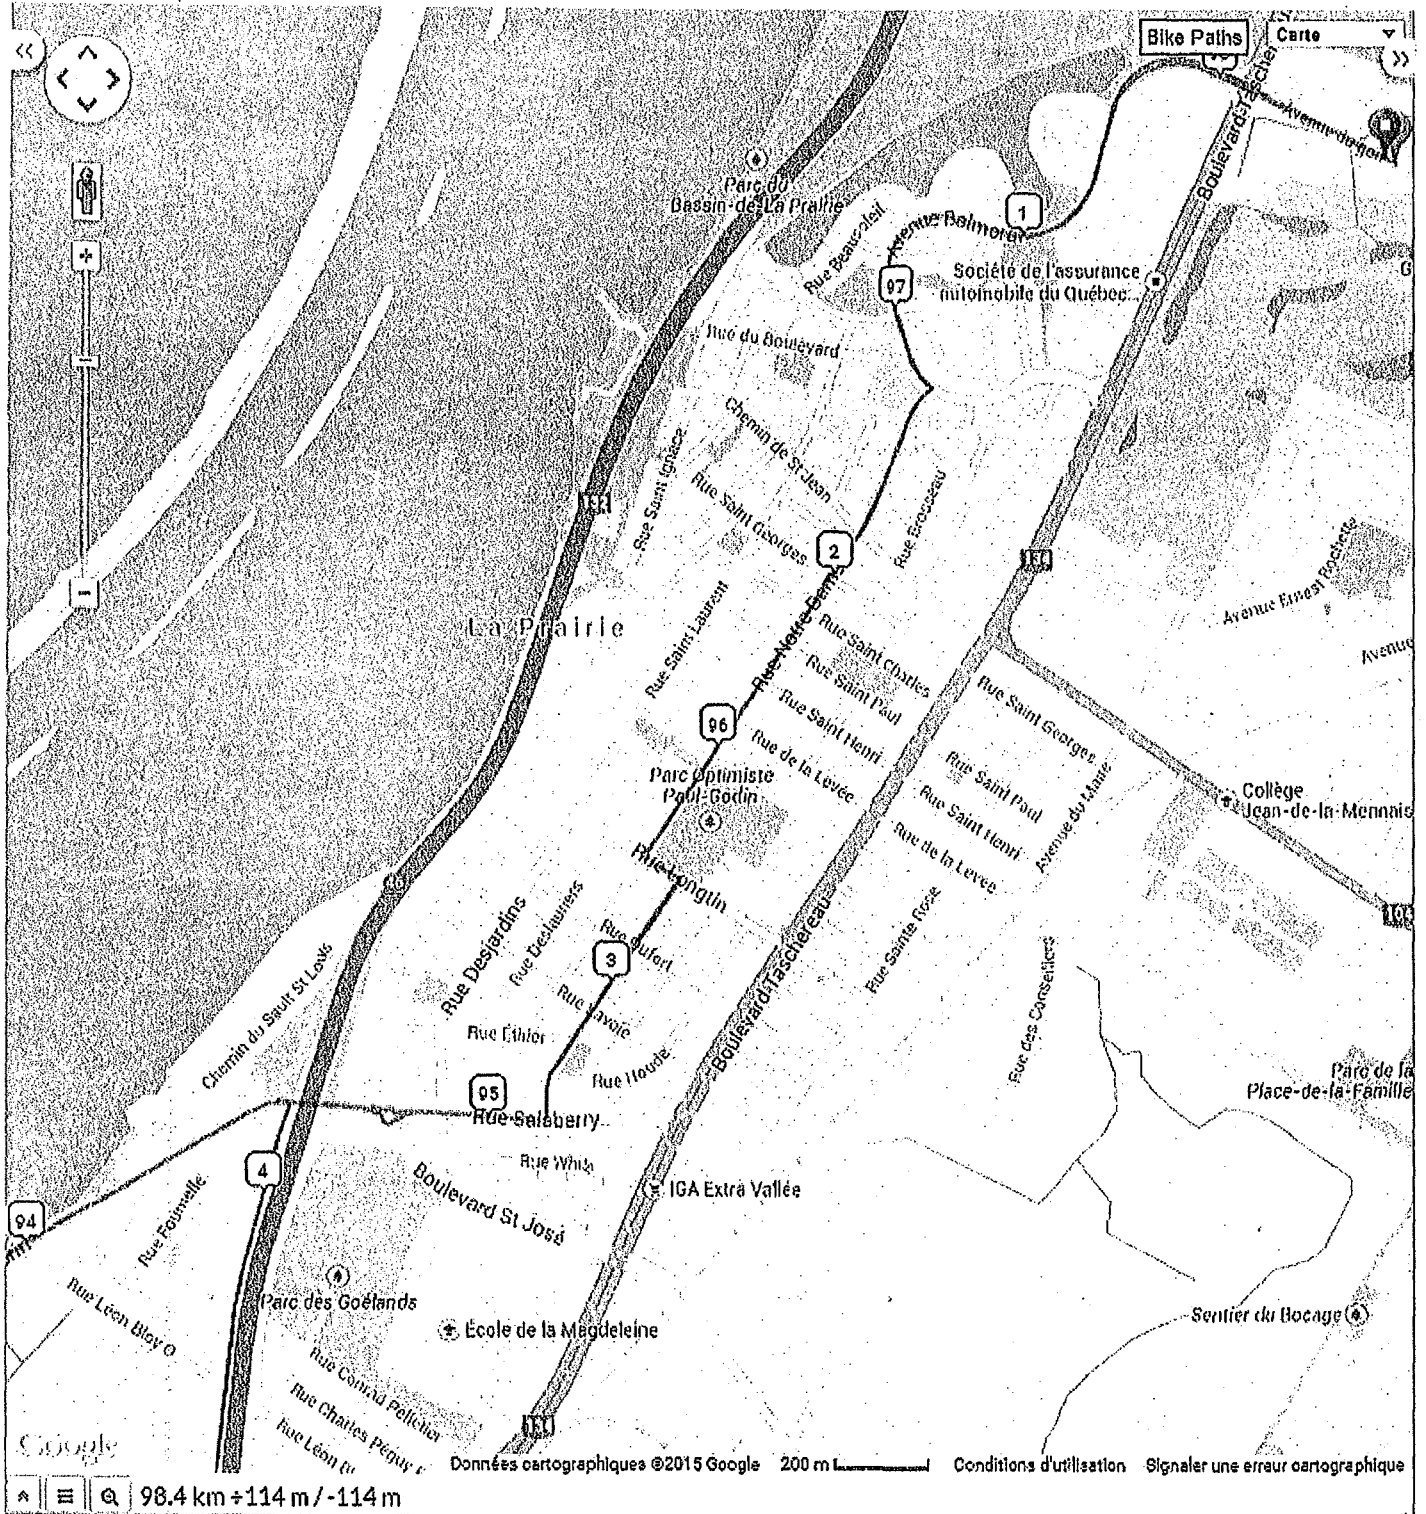 Bike Paths
Carte
Boulevard Taschereau
1
Parc du
Bassin-de-La Prairie
Rue Beausoleil
Avenue Balmoral
97
Société de l'assurance
automobile du Québec...
Rue du Boulevard
Chemin de St Jean
Rue Saint Ignace
Rue Saint Georges
Rue Brosseau
132
2
134
Avenue Ernest Rochette
Avenue
La Prairie
Rue Saint Laurent
Rue Notre Dame
Rue Saint Charles
Rue Saint Paul
Rue Saint Henri
Rue de la Levée
96
Rue Saint Georges
Rue Saint Paul
Rue Saint Henri
Rue de la Levée
Avenue du Maire
Parc Optimiste
Paul-Godin
Collège
Jean-de-la-Mennais
Rue Longtin
104
Rue Desjardins
Rue Deslauriers
Rue Dufort
3
Rue Lavoie
Boulevard Taschereau
Rue Sainte Rose
Rue des Conseillers
Chemin du Sault St Louis
Rue Éthier
Rue Houde
Parc de la
Place-de-la-Famille
95
Rue Salaberry
Rue White
4
Boulevard St José
IGA Extra Vallée
94
Rue Fournelle
Parc des Goélands
Rue Léon Bloy O
École de la Magdeleine
Sentier du Bocage
Rue Conrad Pelletier
Rue Charles Péguy
Rue Léon
134
Google
Données cartographiques ©2015 Google
200 m
Conditions d'utilisation
Signaler une erreur cartographique
98.4 km +114 m / -114 m